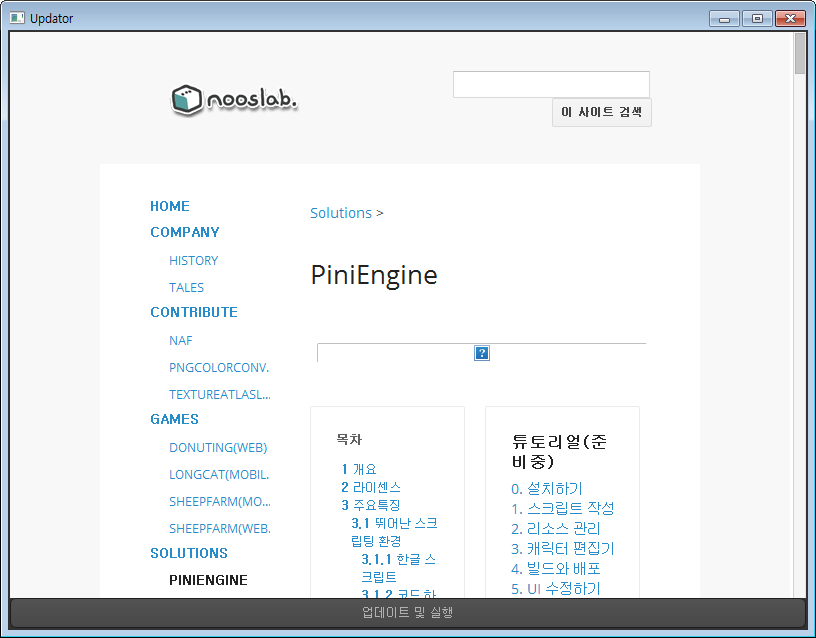 Updator
nooslab.
이 사이트 검색
HOME
COMPANY
HISTORY
TALES
CONTRIBUTE
NAF
PNGCOLORCONV.
TEXTUREATLASL...
GAMES
DONUTING(WEB)
LONGCAT(MOBIL.
SHEEPFARM(MO...
SHEEPFARM(WEB.
SOLUTIONS
PINIENGINE
Solutions >
PiniEngine
?
목차
1 개요
2 라이센스
3 주요특징
3.1 뛰어난 스크
립팅 환경
3.1.1 한글 스
크립트
3.1.2 코드 하
튜토리얼(준
비중)
0. 설치하기
1. 스크립트 작성
2. 리소스 관리
3. 캐릭터 편집기
4. 빌드와 배포
5. UI 수정하기
업데이트 및 실행